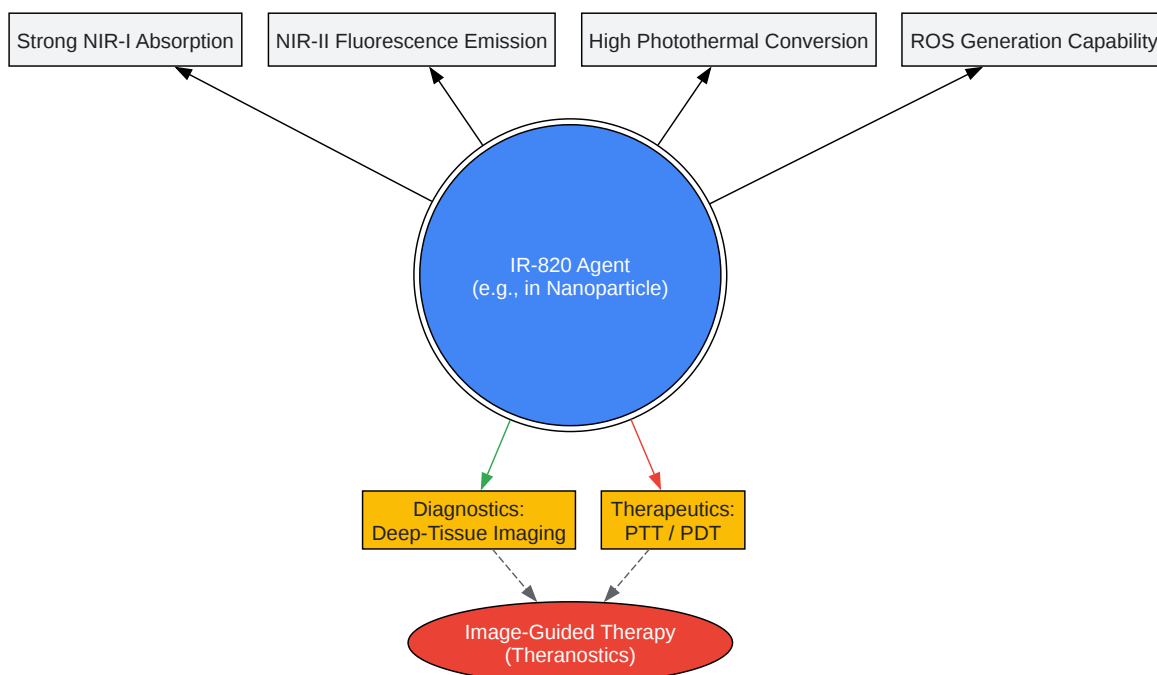 Strong NIR-I Absorption
NIR-II Fluorescence Emission
High Photothermal Conversion
ROS Generation Capability
IR-820 Agent
(e.g., in Nanoparticle)
Diagnostics:
Deep-Tissue Imaging
Therapeutics:
PTT / PDT
Image-Guided Therapy
(Theranostics)